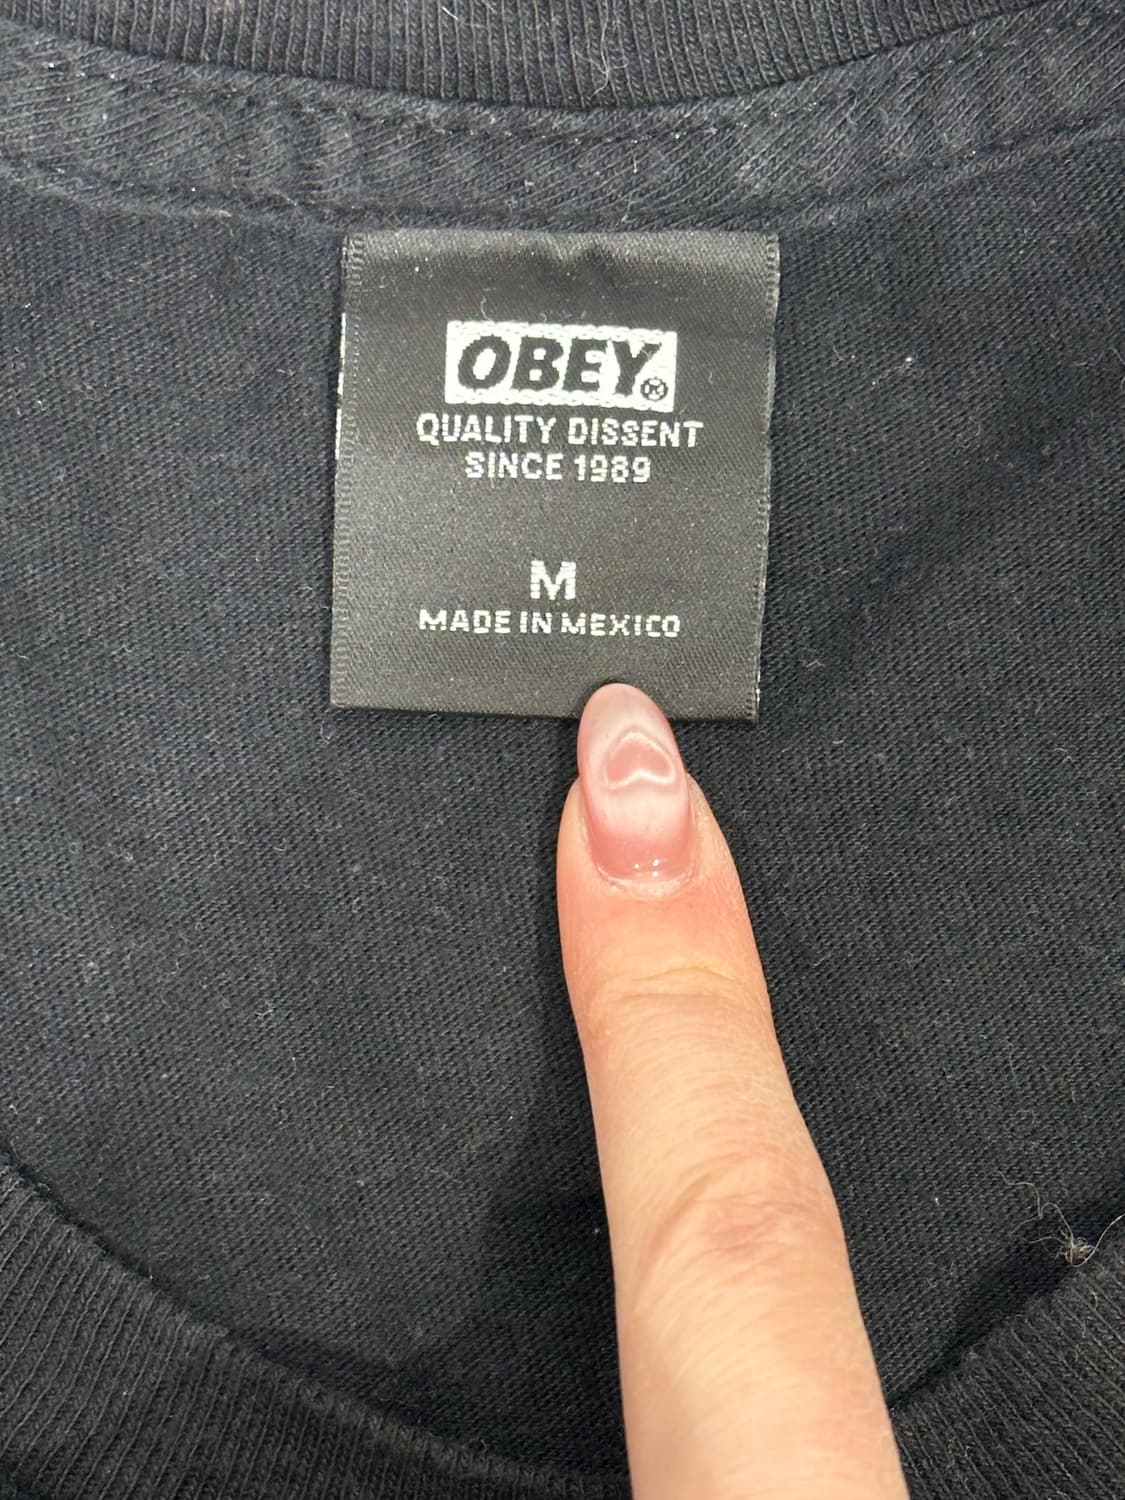 OBEY®
QUALITY DISSENT
SINCE 1989
M
MADE IN MEXICO